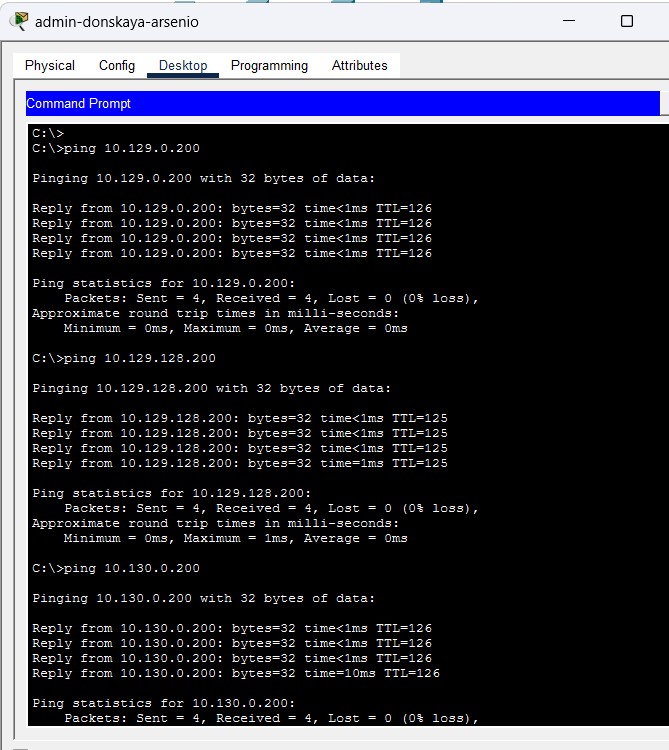 admin-donskaya-arsenio
Physical Config Desktop Programming Attributes
Command Prompt
C:\>
C:\>ping 10.129.0.200
Pinging 10.129.0.200 with 32 bytes of data:
Reply from 10.129.0.200: bytes=32 time<1ms TTL=126
Reply from 10.129.0.200: bytes=32 time<1ms TTL=126
Reply from 10.129.0.200: bytes=32 time<1ms TTL=126
Reply from 10.129.0.200: bytes=32 time<1ms TTL=126
Ping statistics for 10.129.0.200:
Packets: Sent = 4, Received = 4, Lost = 0 (0% loss),
Approximate round trip times in milli-seconds:
Minimum = 0ms, Maximum = 0ms, Average = 0ms
C:\>ping 10.129.128.200
Pinging 10.129.128.200 with 32 bytes of data:
Reply from 10.129.128.200: bytes=32 time<1ms TTL=125
Reply from 10.129.128.200: bytes=32 time<1ms TTL=125
Reply from 10.129.128.200: bytes=32 time<1ms TTL=125
Reply from 10.129.128.200: bytes=32 time=1ms TTL=125
Ping statistics for 10.129.128.200:
Packets: Sent = 4, Received = 4, Lost = 0 (0% loss),
Approximate round trip times in milli-seconds:
Minimum = 0ms, Maximum = 1ms, Average = 0ms
C:\>ping 10.130.0.200
Pinging 10.130.0.200 with 32 bytes of data:
Reply from 10.130.0.200: bytes=32 time<1ms TTL=126
Reply from 10.130.0.200: bytes=32 time<1ms TTL=126
Reply from 10.130.0.200: bytes=32 time<1ms TTL=126
Reply from 10.130.0.200: bytes=32 time=10ms TTL=126
Ping statistics for 10.130.0.200:
Packets: Sent = 4, Received = 4, Lost = 0 (0% loss),